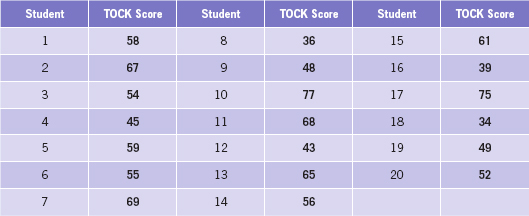 Student TOCK Score Student TOCK Score Student TOCK Score
1 58 8 36 15 61
2 67 9 48 16 39
3 54 10 77 17 75
4 45 11 68 18 34
5 59 12 43 19 49
6 55 13 65 20 52
7 69 14 56